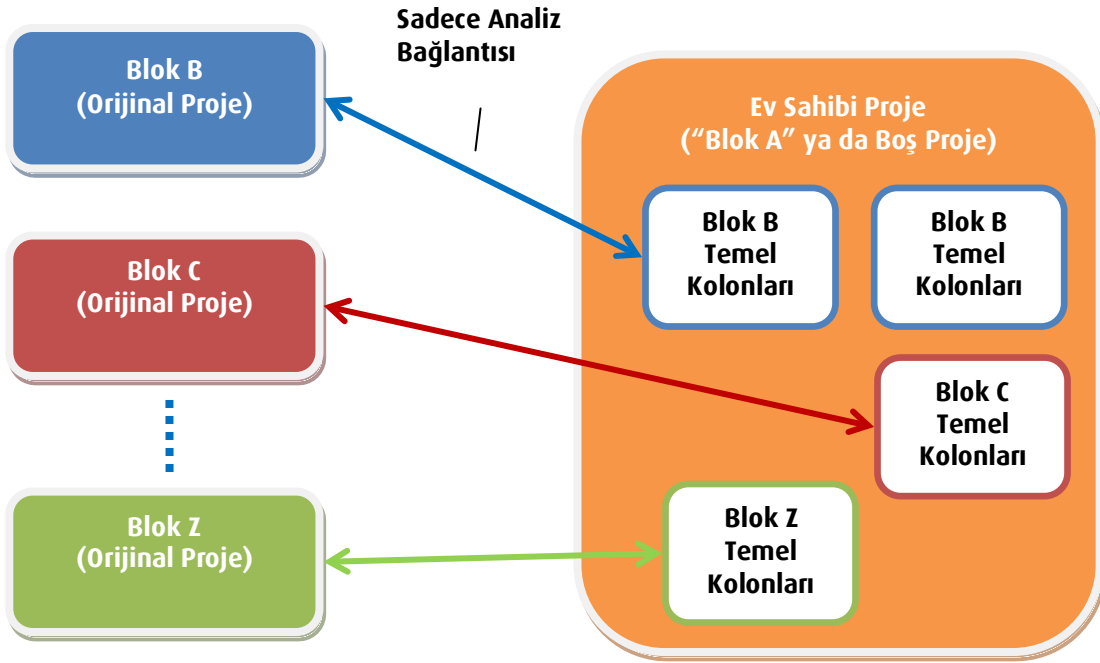 Sadece Analiz
Bağlantısı
Blok B
(Orijinal Proje)
Ev Sahibi Proje
(“Blok A” ya da Boş Proje)
Blok B
Temel
Kolonları
Blok B
Temel
Kolonları
Blok C
(Orijinal Proje)
Blok C
Temel
Kolonları
Blok Z
(Orijinal Proje)
Blok Z
Temel
Kolonları